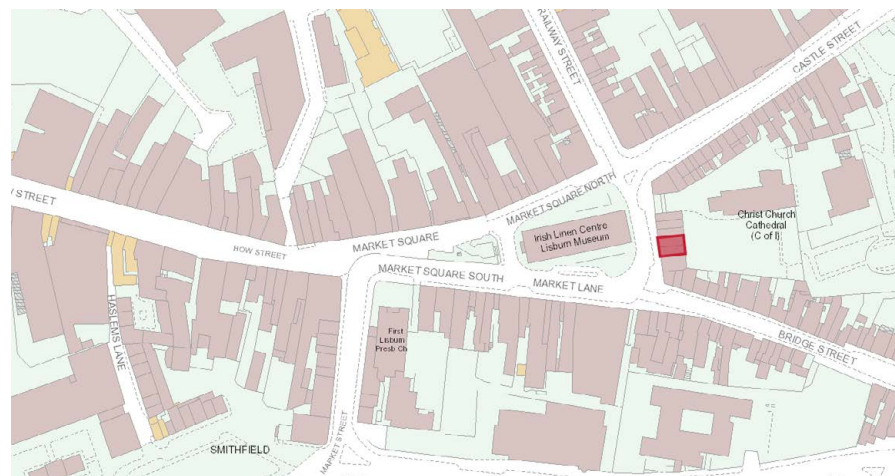 RAILWAY STREET
CASTLE STREET
MARKET SQUARE NORTH
Christ Church
Cathedral
(C of I)
Irish Linen Centre
Lisburn Museum
Y STREET
BOW STREET
MARKET SQUARE
MARKET SQUARE SOUTH
MARKET LANE
BRIDGE STREET
HASLEMS LANE
First
Lisburn
Presb Ch
SMITHFIELD
MARKET STREET